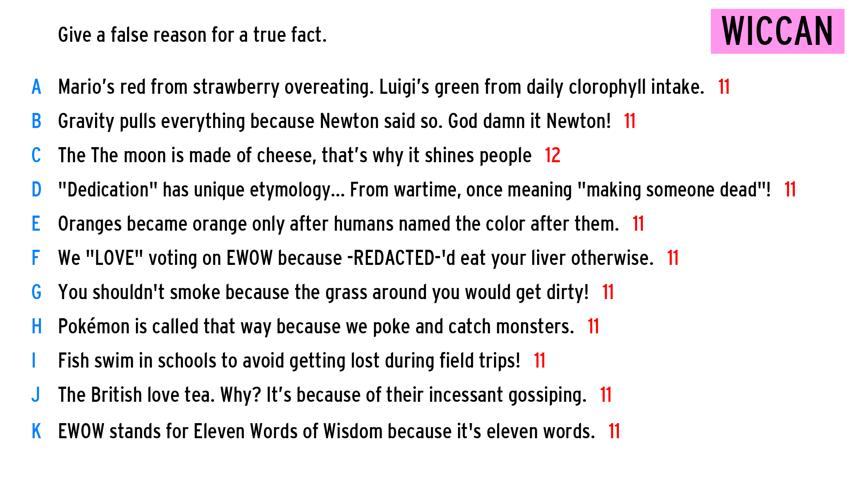 Give a false reason for a true fact.
WICCAN
A Mario's red from strawberry overeating. Luigi's green from daily clorophyll intake. 11
B Gravity pulls everything because Newton said so. God damn it Newton! 11
C The The moon is made of cheese, that's why it shines people 12
D "Dedication" has unique etymology... From wartime, once meaning "making someone dead"! 11
E Oranges became orange only after humans named the color after them. 11
F We "LOVE" voting on EWOW because -REDACTED-'d eat your liver otherwise. 11
G You shouldn't smoke because the grass around you would get dirty! 11
H Pokémon is called that way because we poke and catch monsters. 11
I Fish swim in schools to avoid getting lost during field trips! 11
J The British love tea. Why? It's because of their incessant gossiping. 11
K EWOW stands for Eleven Words of Wisdom because it's eleven words. 11